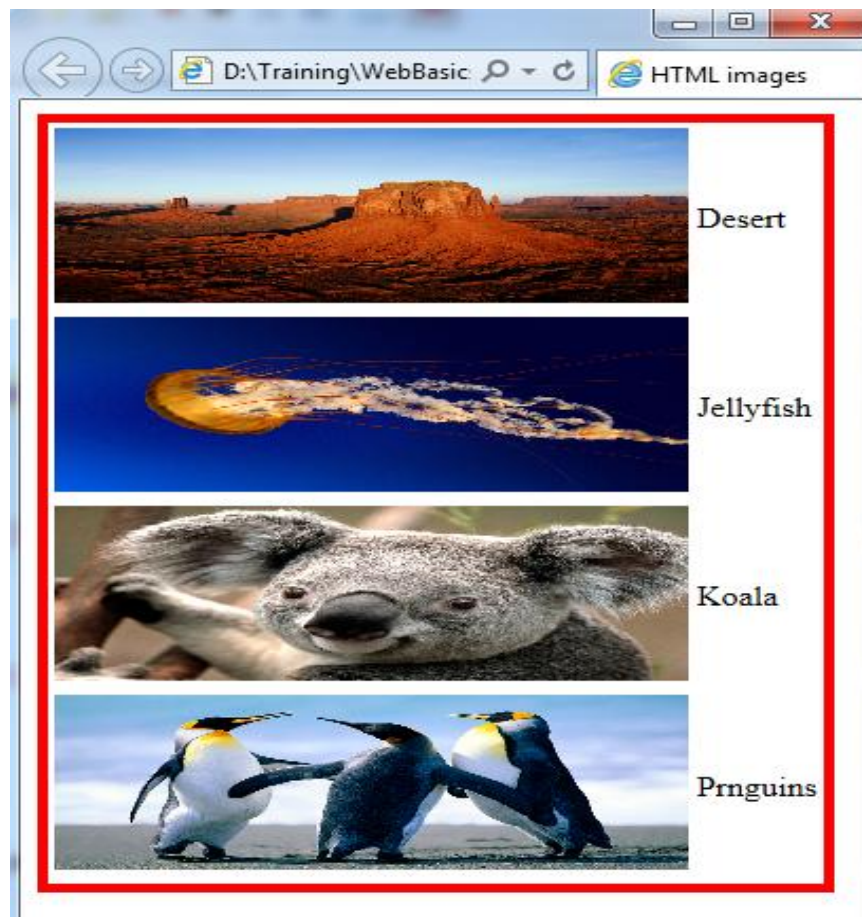 D:\Training\WebBasic
HTML images
Desert
Jellyfish
Koala
Prnguins